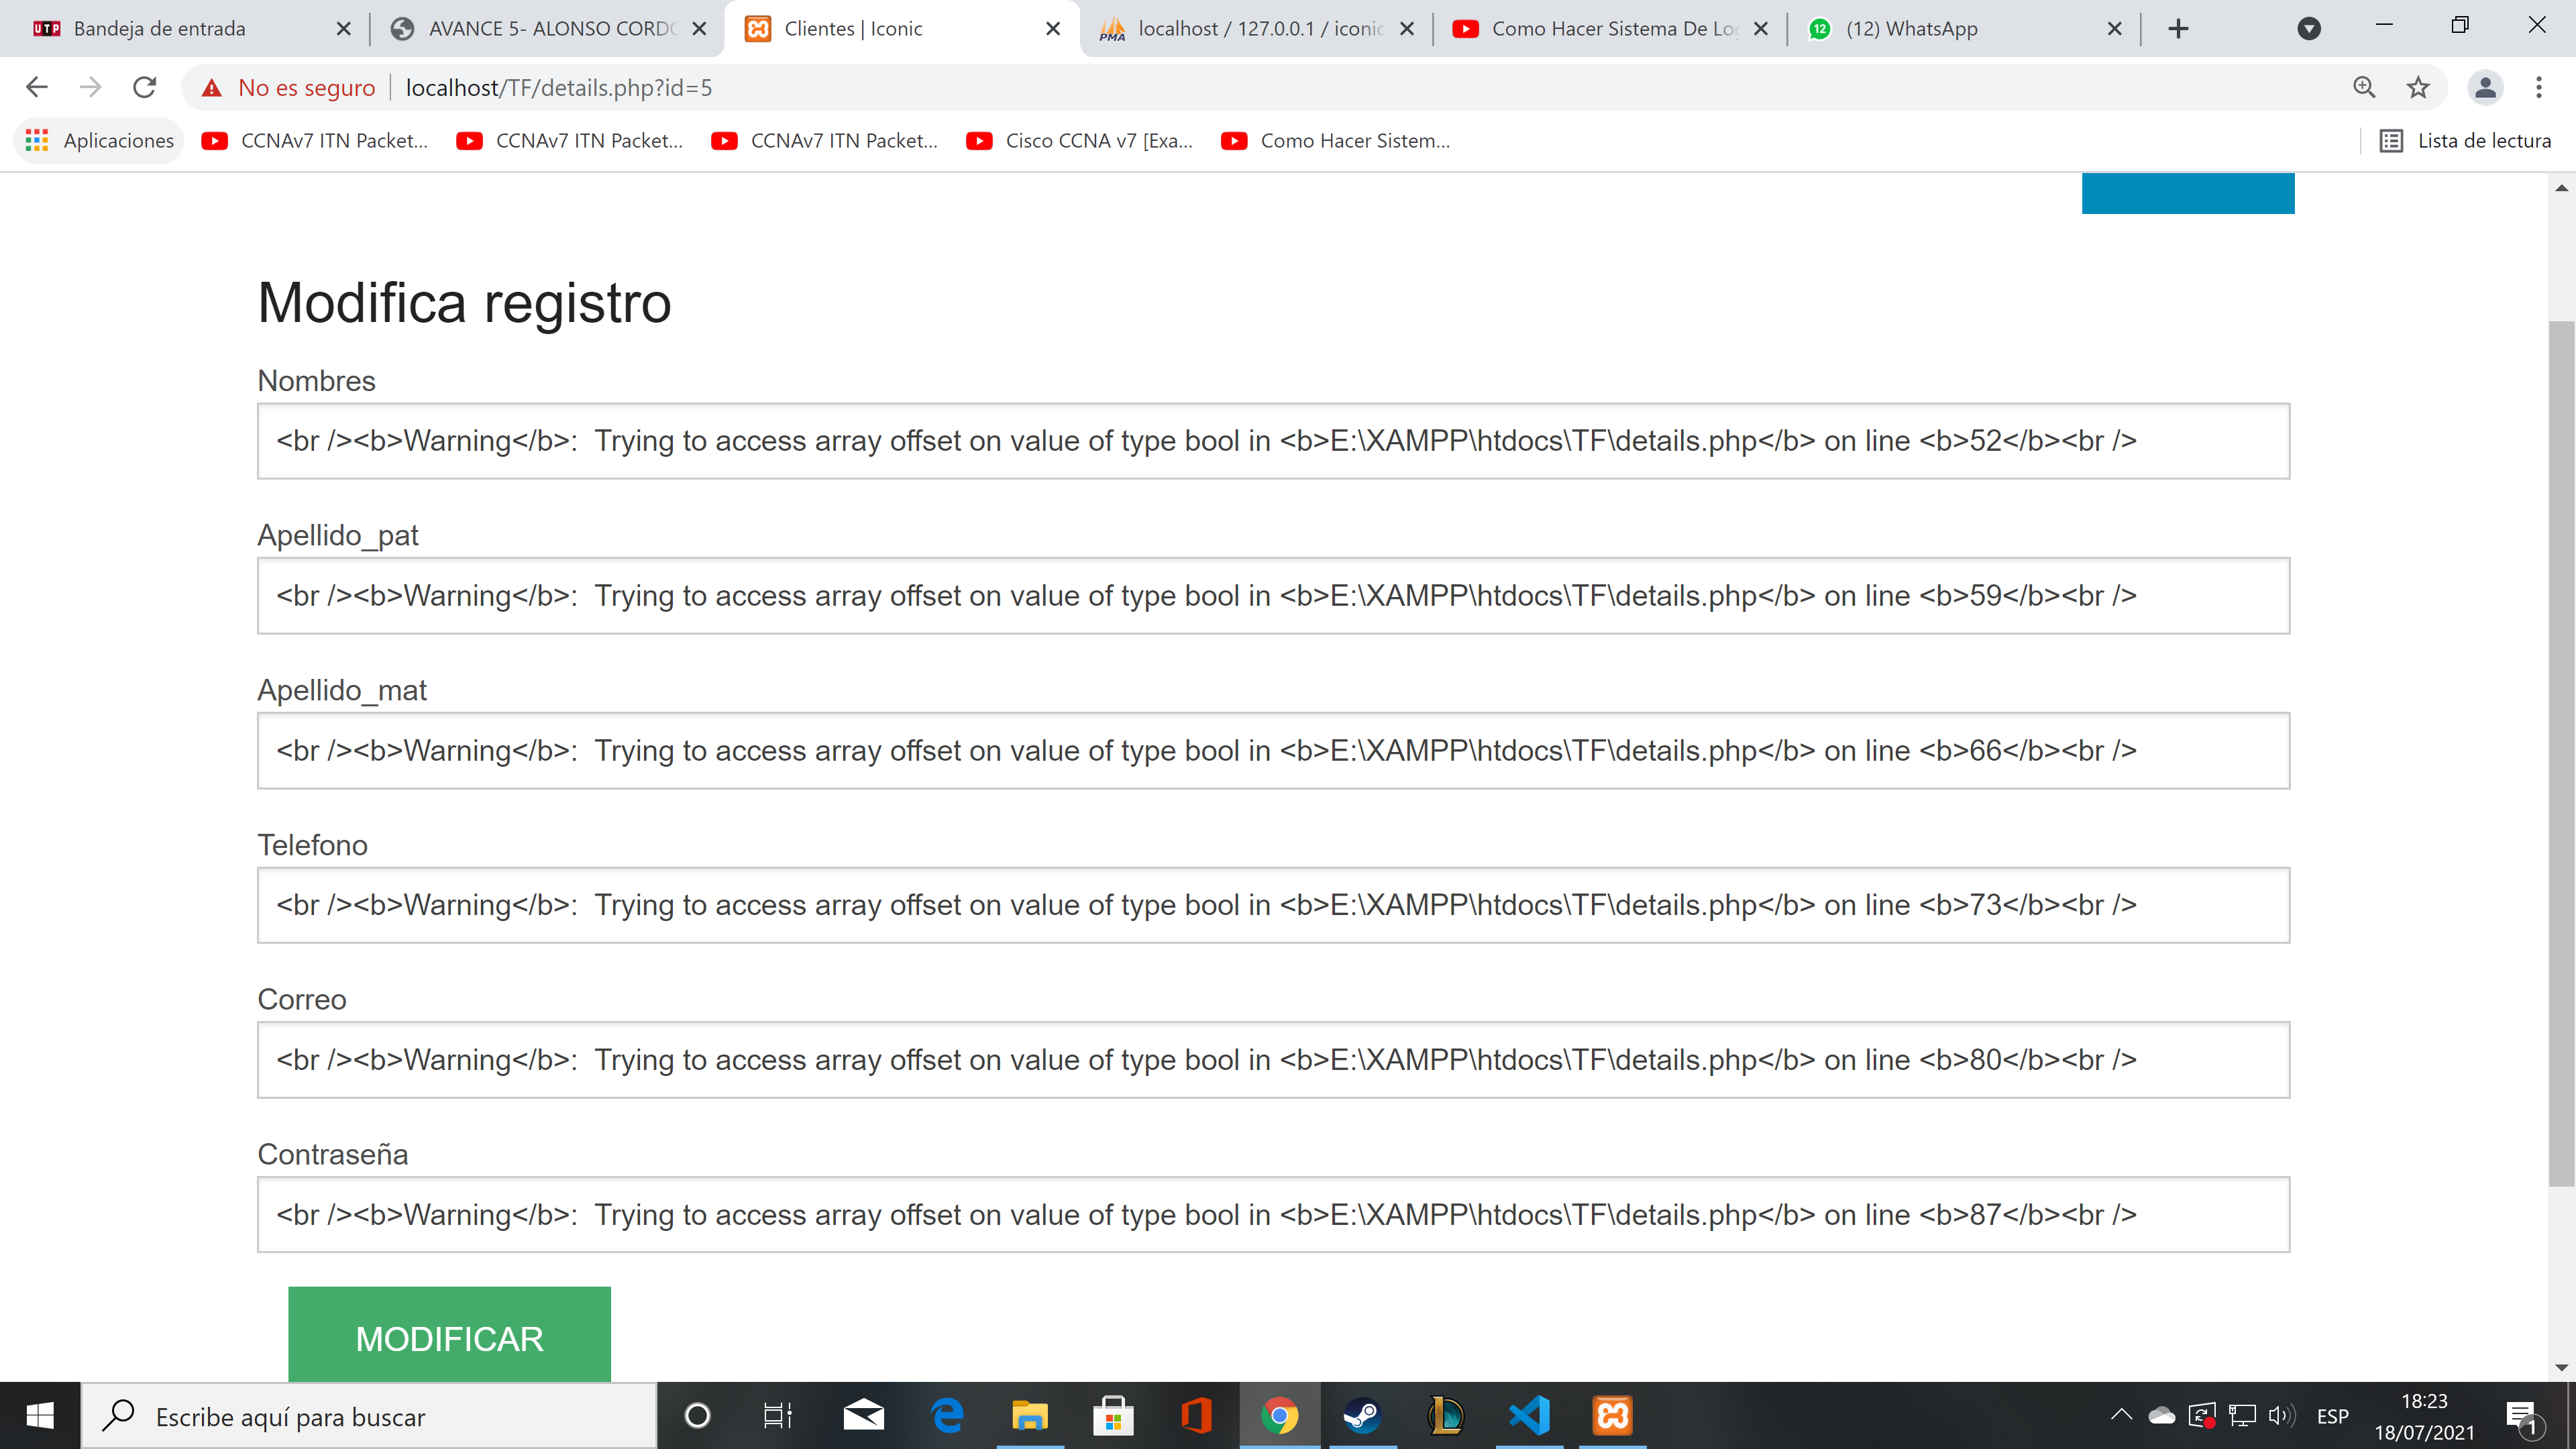 UTP Bandeja de entrada
AVANCE 5- ALONSO CORD
Clientes | Iconic
PMA localhost / 127.0.0.1 / iconic
Como Hacer Sistema De Lo
12 (12) WhatsApp
No es seguro localhost/TF/details.php?id=5
Aplicaciones CCNAv7 ITN Packet... CCNAv7 ITN Packet... CCNAv7 ITN Packet... Cisco CCNA v7 [Exa... Como Hacer Sistem... Lista de lectura
Modifica registro
Nombres
<br /><b>Warning</b>:  Trying to access array offset on value of type bool in <b>E:\XAMPP\htdocs\TF\details.php</b> on line <b>52</b><br />
Apellido_pat
<br /><b>Warning</b>:  Trying to access array offset on value of type bool in <b>E:\XAMPP\htdocs\TF\details.php</b> on line <b>59</b><br />
Apellido_mat
<br /><b>Warning</b>:  Trying to access array offset on value of type bool in <b>E:\XAMPP\htdocs\TF\details.php</b> on line <b>66</b><br />
Telefono
<br /><b>Warning</b>:  Trying to access array offset on value of type bool in <b>E:\XAMPP\htdocs\TF\details.php</b> on line <b>73</b><br />
Correo
<br /><b>Warning</b>:  Trying to access array offset on value of type bool in <b>E:\XAMPP\htdocs\TF\details.php</b> on line <b>80</b><br />
Contraseña
<br /><b>Warning</b>:  Trying to access array offset on value of type bool in <b>E:\XAMPP\htdocs\TF\details.php</b> on line <b>87</b><br />
MODIFICAR
Escribe aquí para buscar
ESP
18:23
18/07/2021
1